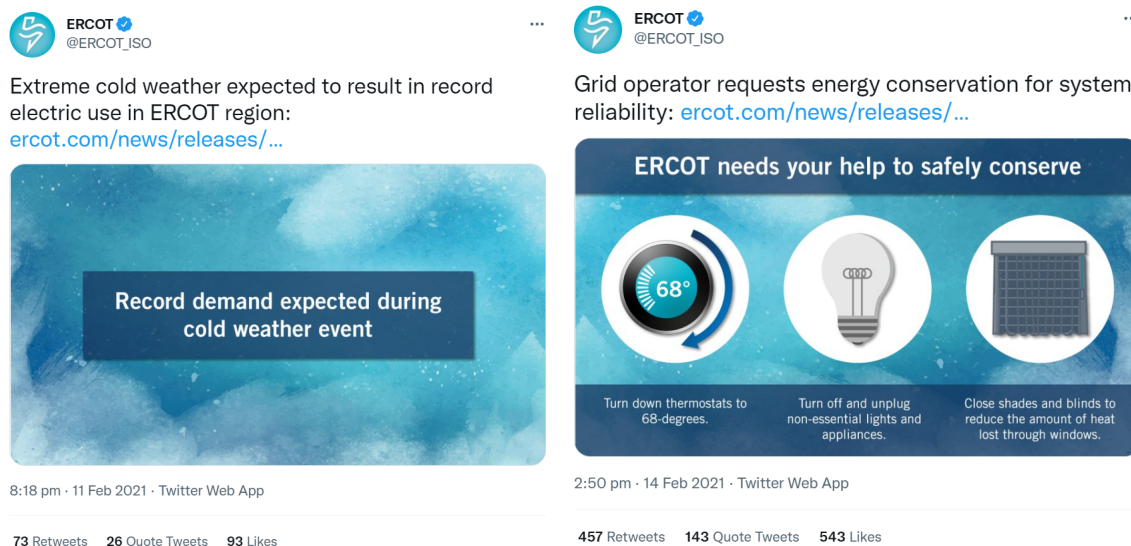 ERCOT
@ERCOT_ISO
Extreme cold weather expected to result in record
electric use in ERCOT region:
ercot.com/news/releases/...
Record demand expected during
cold weather event
8:18 pm · 11 Feb 2021 · Twitter Web App
73 Retweets 26 Quote Tweets 93 Likes
ERCOT
@ERCOT_ISO
Grid operator requests energy conservation for system
reliability: ercot.com/news/releases/...
ERCOT needs your help to safely conserve
68°
Turn down thermostats to
68-degrees.
Turn off and unplug
non-essential lights and
appliances.
Close shades and blinds to
reduce the amount of heat
lost through windows.
2:50 pm · 14 Feb 2021 · Twitter Web App
457 Retweets 143 Quote Tweets 543 Likes